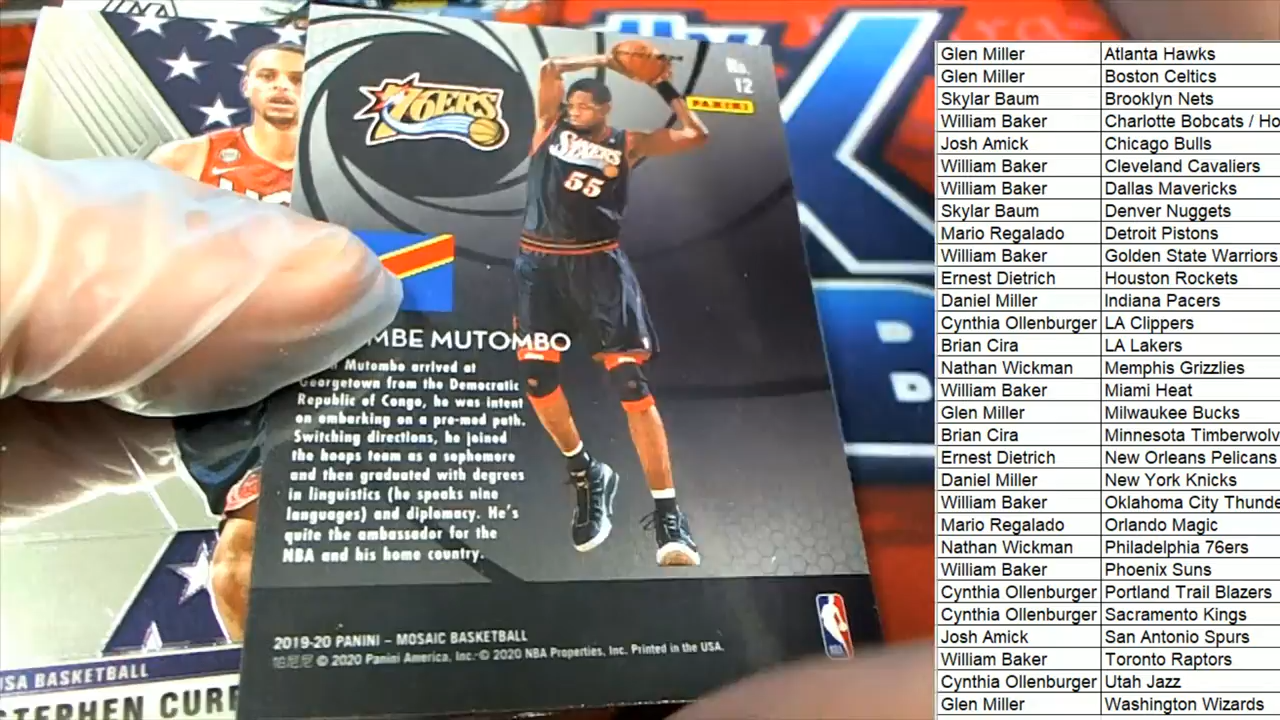 76ERS
No.
12
PANINI
SIXERS
55
MUTOMBO
Mutombo arrived at
Georgetown from the Democratic
Republic of Congo, he was intent
on embarking on a pre-med path.
Switching directions, he joined
the hoops team as a sophomore
and then graduated with degrees
in linguistics (he speaks nine
languages) and diplomacy. He's
quite the ambassador for the
NBA and his home country.
2019-20 PANINI – MOSAIC BASKETBALL
© 2020 Panini America, Inc. © 2020 NBA Properties, Inc. Printed in the USA.
BASKETBALL
STEPHEN
Glen Miller Atlanta Hawks
Glen Miller Boston Celtics
Skylar Baum Brooklyn Nets
William Baker Charlotte Bobcats / Ho
Josh Amick Chicago Bulls
William Baker Cleveland Cavaliers
William Baker Dallas Mavericks
Skylar Baum Denver Nuggets
Mario Regalado Detroit Pistons
William Baker Golden State Warriors
Ernest Dietrich Houston Rockets
Daniel Miller Indiana Pacers
Cynthia Ollenburger LA Clippers
Brian Cira LA Lakers
Nathan Wickman Memphis Grizzlies
William Baker Miami Heat
Glen Miller Milwaukee Bucks
Brian Cira Minnesota Timberwolv
Ernest Dietrich New Orleans Pelicans
Daniel Miller New York Knicks
William Baker Oklahoma City Thunde
Mario Regalado Orlando Magic
Nathan Wickman Philadelphia 76ers
William Baker Phoenix Suns
Cynthia Ollenburger Portland Trail Blazers
Cynthia Ollenburger Sacramento Kings
Josh Amick San Antonio Spurs
William Baker Toronto Raptors
Cynthia Ollenburger Utah Jazz
Glen Miller Washington Wizards